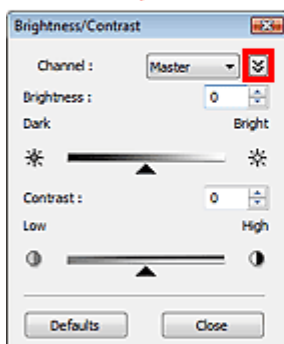 Brightness/Contrast
Channel : Master
Brightness : 0
Dark Bright
Contrast : 0
Low High
Defaults Close